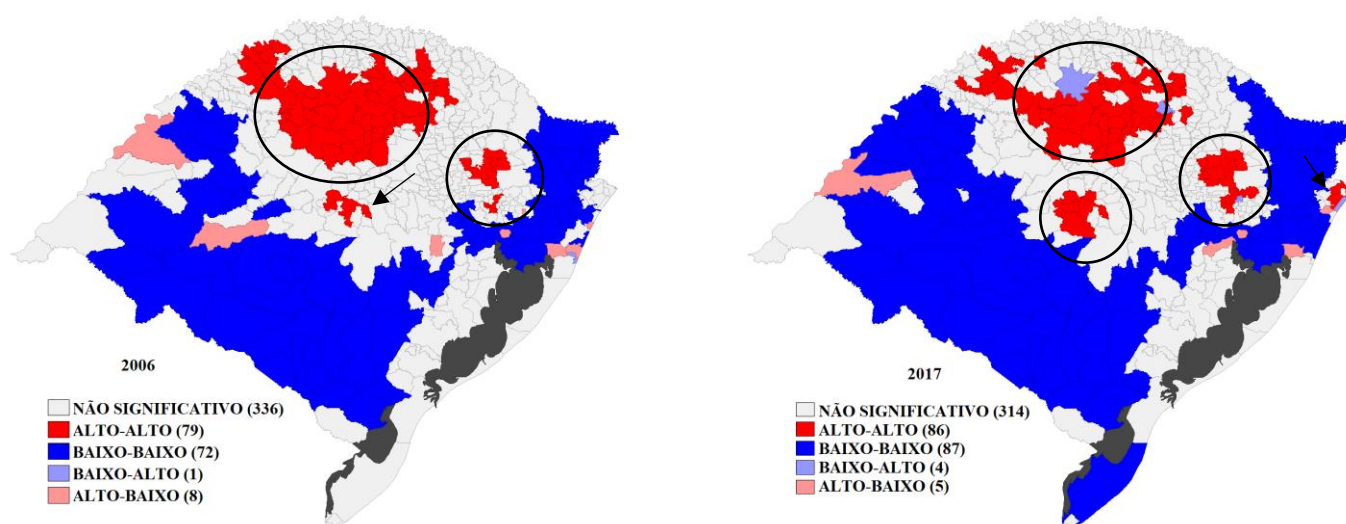 2006
NÃO SIGNIFICATIVO (336)
ALTO-ALTO (79)
BAIXO-BAIXO (72)
BAIXO-ALTO (1)
ALTO-BAIXO (8)
2017
NÃO SIGNIFICATIVO (314)
ALTO-ALTO (86)
BAIXO-BAIXO (87)
BAIXO-ALTO (4)
ALTO-BAIXO (5)